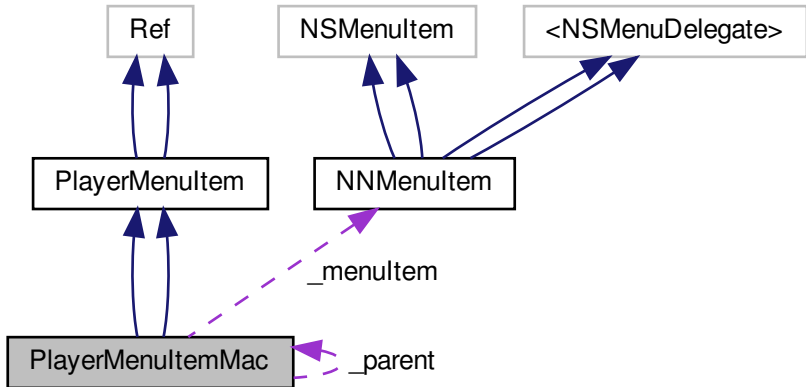 Ref
NSMenuItem
<NSMenuDelegate>
PlayerMenuItem
NNMenuItem
_menuItem
PlayerMenuItemMac
_parent